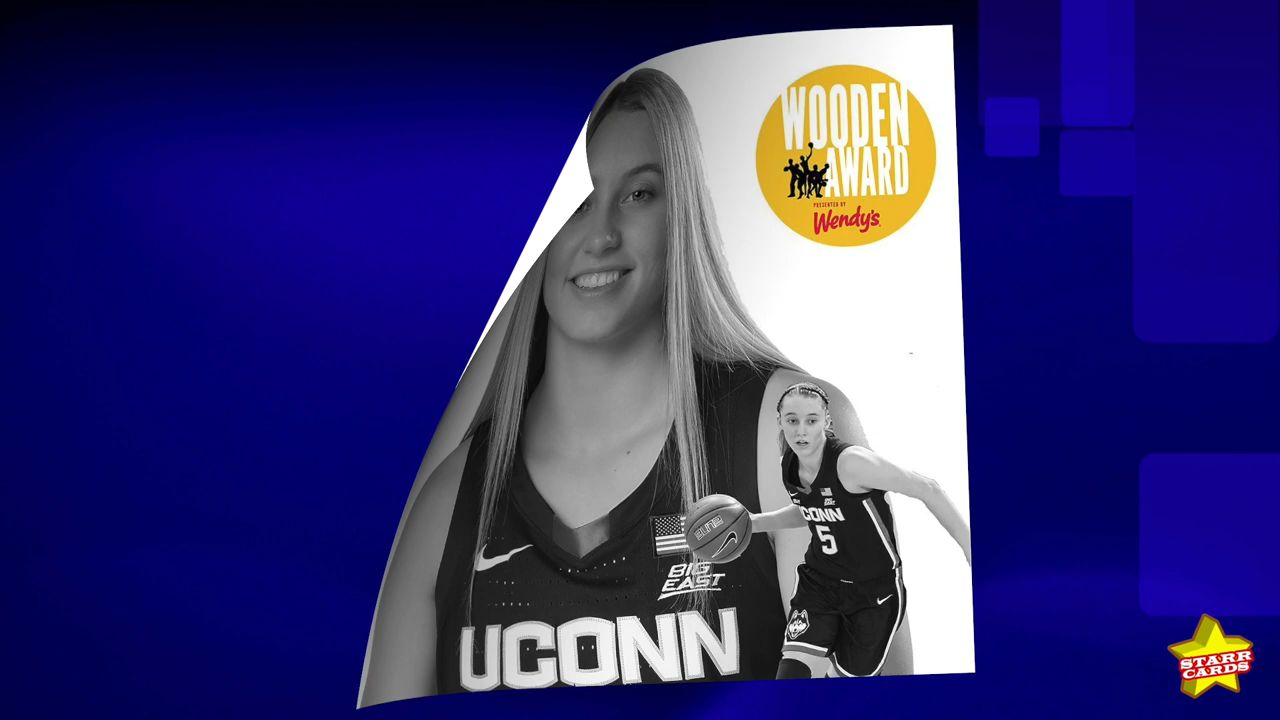 WOODEN
AWARD
PRESENTED BY
Wendy's
UCONN
5
BIG
EAST
UCONN
STARR
CARDS